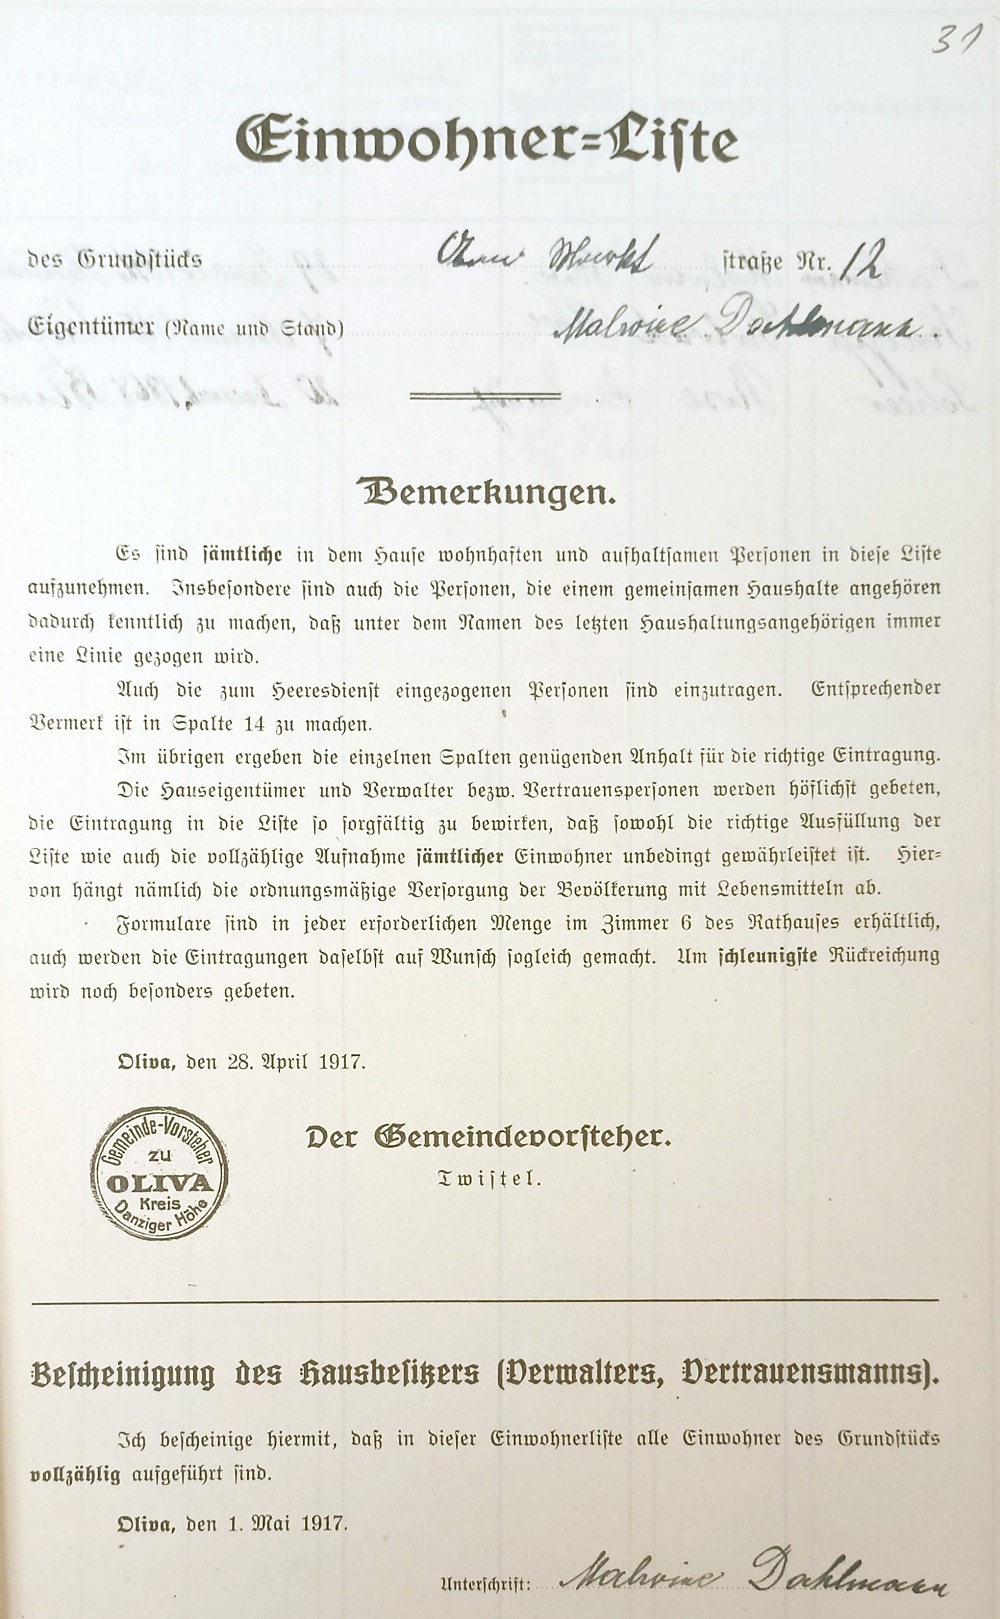 31
Einwohner=Liste
des Grundstücks Am Markt straße Nr. 12
Eigentümer (Name und Stand) Malwine Dahlmann.
Bemerkungen.
Es sind sämtliche in dem Hause wohnhaften und aufhaltsamen Personen in diese Liste
aufzunehmen. Insbesondere sind auch die Personen, die einem gemeinsamen Haushalte angehören
dadurch kenntlich zu machen, daß unter dem Namen des letzten Haushaltungsangehörigen immer
eine Linie gezogen wird.
Auch die zum Heeresdienst eingezogenen Personen sind einzutragen. Entsprechender
Vermerk ist in Spalte 14 zu machen.
Im übrigen ergeben die einzelnen Spalten genügenden Anhalt für die richtige Eintragung.
Die Hauseigentümer und Verwalter bezw. Vertrauenspersonen werden höflichst gebeten,
die Eintragung in die Liste so sorgfältig zu bewirken, daß sowohl die richtige Ausfüllung der
Liste wie auch die vollzählige Aufnahme sämtlicher Einwohner unbedingt gewährleistet ist. Hier=
von hängt nämlich die ordnungsmäßige Versorgung der Bevölkerung mit Lebensmitteln ab.
Formulare sind in jeder erforderlichen Menge im Zimmer 6 des Rathauses erhältlich,
auch werden die Eintragungen daselbst auf Wunsch sogleich gemacht. Um schleunigste Rückreichung
wird noch besonders gebeten.
Oliva, den 28. April 1917.
Gemeinde-Vorsteher
zu
OLIVA
Kreis
Danziger Höhe
Der Gemeindevorsteher.
Twistel.
Bescheinigung des Hausbesitzers (Verwalters, Vertrauensmanns).
Ich bescheinige hiermit, daß in dieser Einwohnerliste alle Einwohner des Grundstücks
vollzählig aufgeführt sind.
Oliva, den 1. Mai 1917.
Unterschrift: Malwine Dahlmann